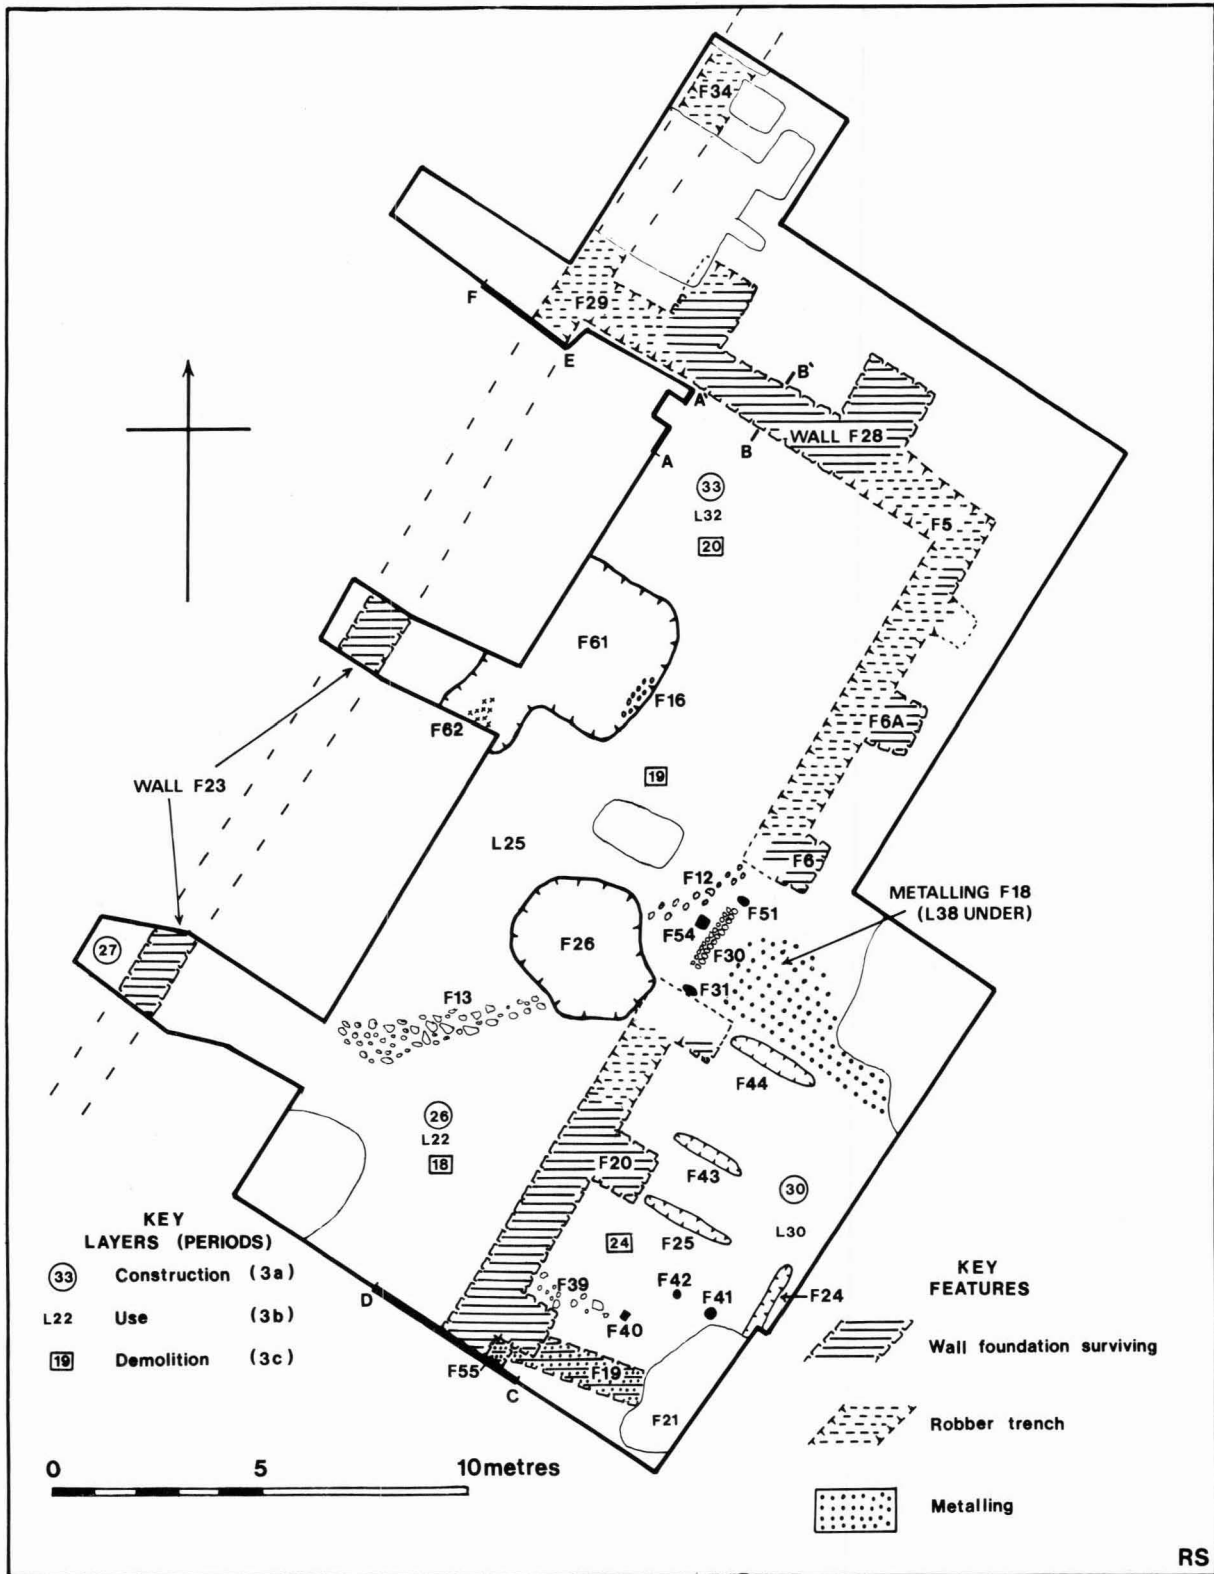 F34
F29
F
E
A'
B'
WALL F28
B
A
33
L32
20
F5
F61
F16
F62
F6A
WALL F23
19
L25
F6
F12
METALLING F18
(L38 UNDER)
F51
F54
F30
F26
27
F31
F13
F44
26
L22
18
F20
F43
30
L30
F25
24
F39
F42
F41
F24
F40
D
F55
F19
C
F21
KEY
LAYERS (PERIODS)
33 Construction (3a)
L22 Use (3b)
19 Demolition (3c)
KEY
FEATURES
Wall foundation surviving
Robber trench
Metalling
0 5 10 metres
RS